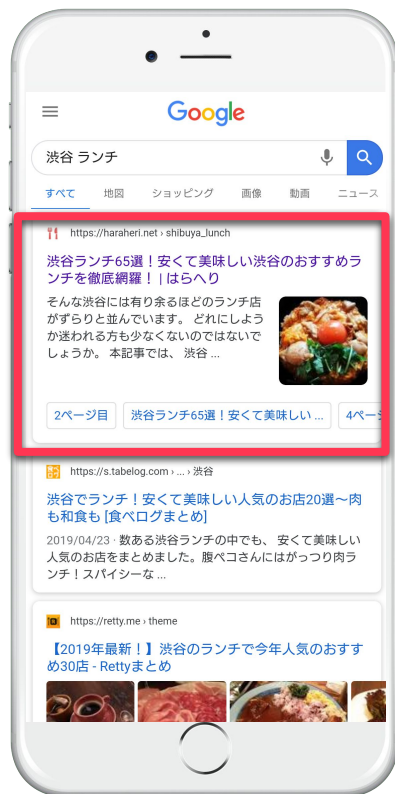 Google
渋谷 ランチ
すべて 地図 ショッピング 画像 動画 ニュース
https://haraheri.net › shibuya_lunch
渋谷ランチ65選！安くて美味しい渋谷のおすすめラ
ンチを徹底網羅！ | はらへり
そんな渋谷には有り余るほどのランチ店
がずらりと並んでいます。 どれにしよう
か迷われる方も少なくないのではないで
しょうか。 本記事では、 渋谷 ...
2ページ目 渋谷ランチ65選！安くて美味しい ... 4ペー
https://s.tabelog.com › ... › 渋谷
渋谷でランチ！安くて美味しい人気のお店20選～肉
も和食も [食べログまとめ]
2019/04/23 · 数ある渋谷ランチの中でも、 安くて美味しい
人気のお店をまとめました。腹ペコさんにはがっつり肉ラ
ンチ！スパイシーな ...
https://retty.me › theme
【2019年最新！】渋谷のランチで今年人気のおすす
め30店 - Rettyまとめ